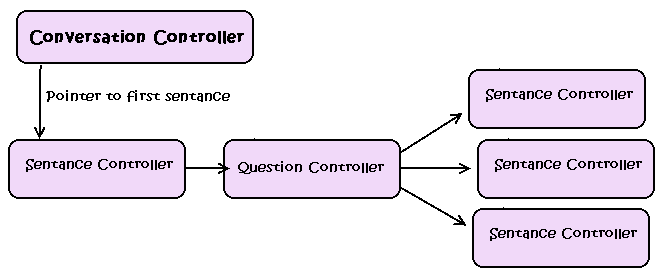 Conversation Controller
Pointer to first sentance
Sentance Controller
Question Controller
Sentance Controller
Sentance Controller
Sentance Controller